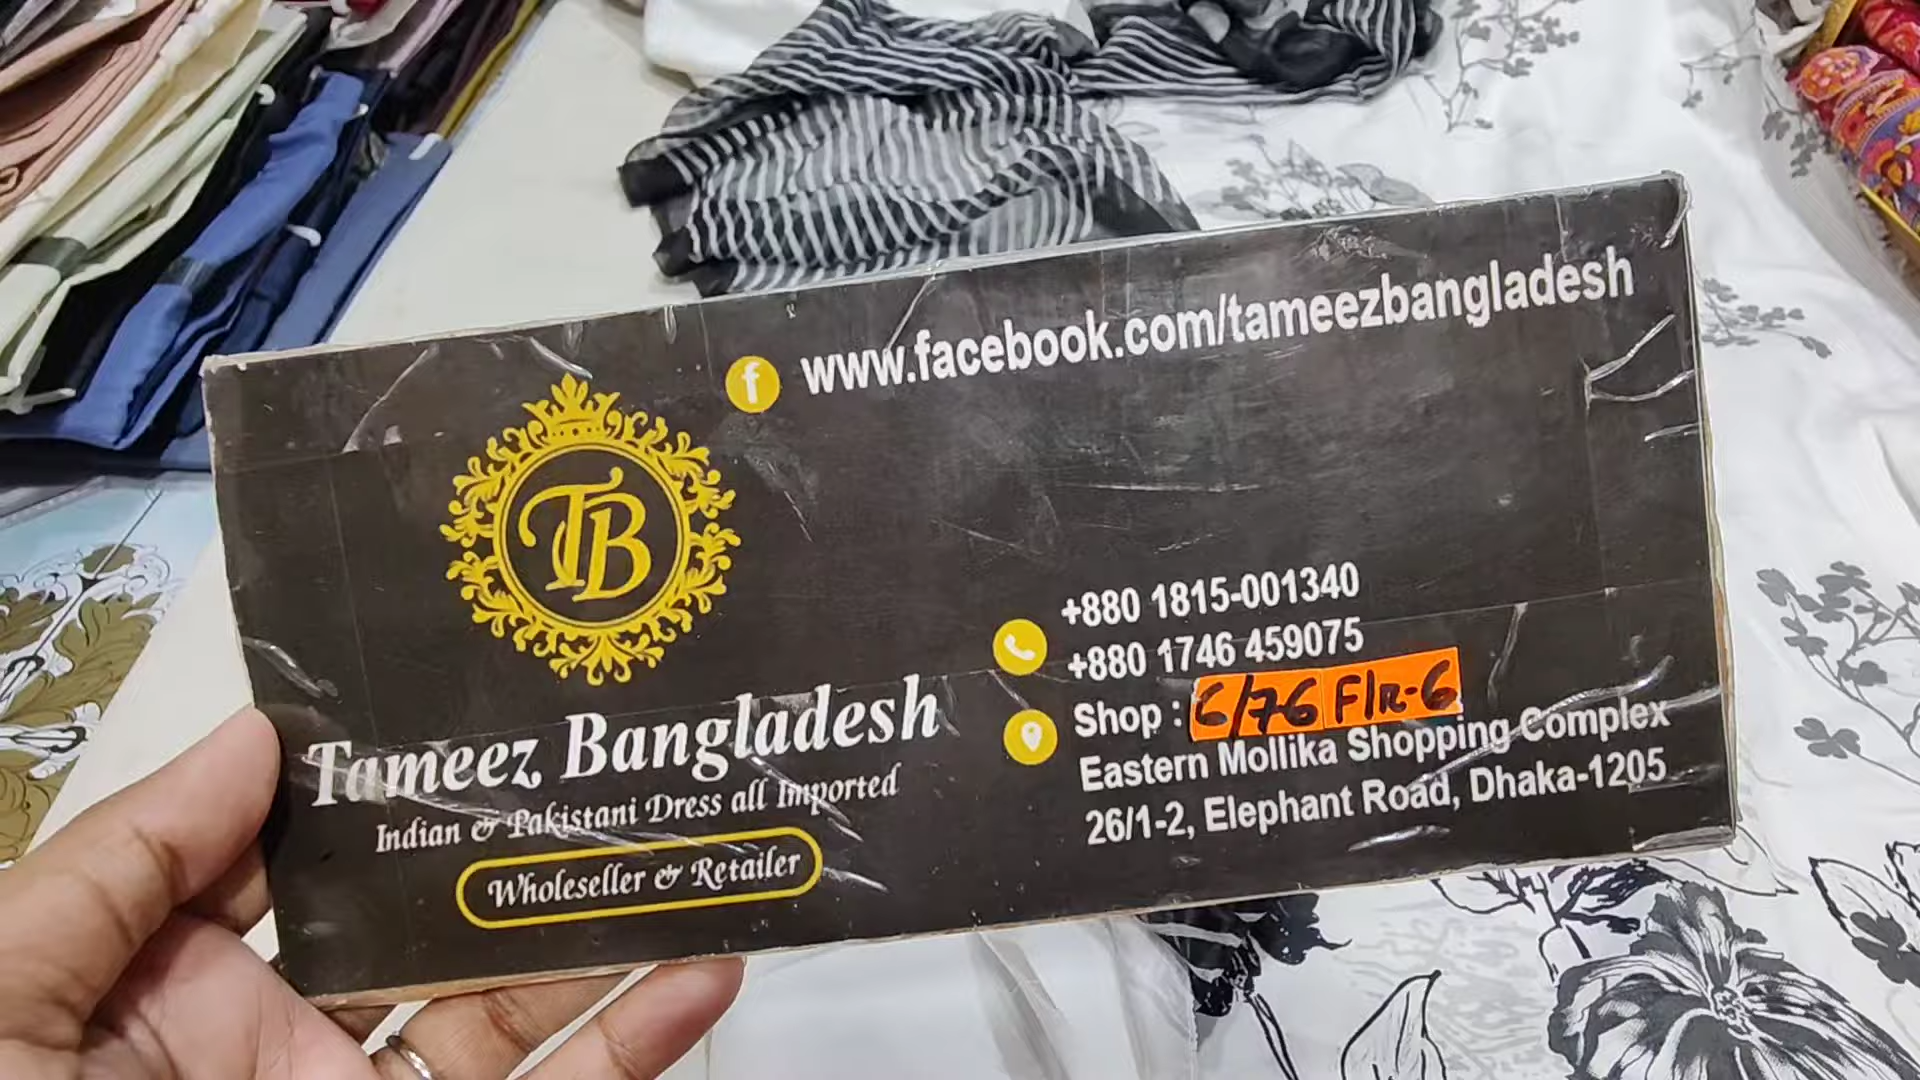 f www.facebook.com/tameezbangladesh
TB
Tameez Bangladesh
Indian & Pakistani Dress all Imported
Wholeseller & Retailer
+880 1815-001340
+880 1746 459075
Shop : 6/76 Flr-6
Eastern Mollika Shopping Complex
26/1-2, Elephant Road, Dhaka-1205